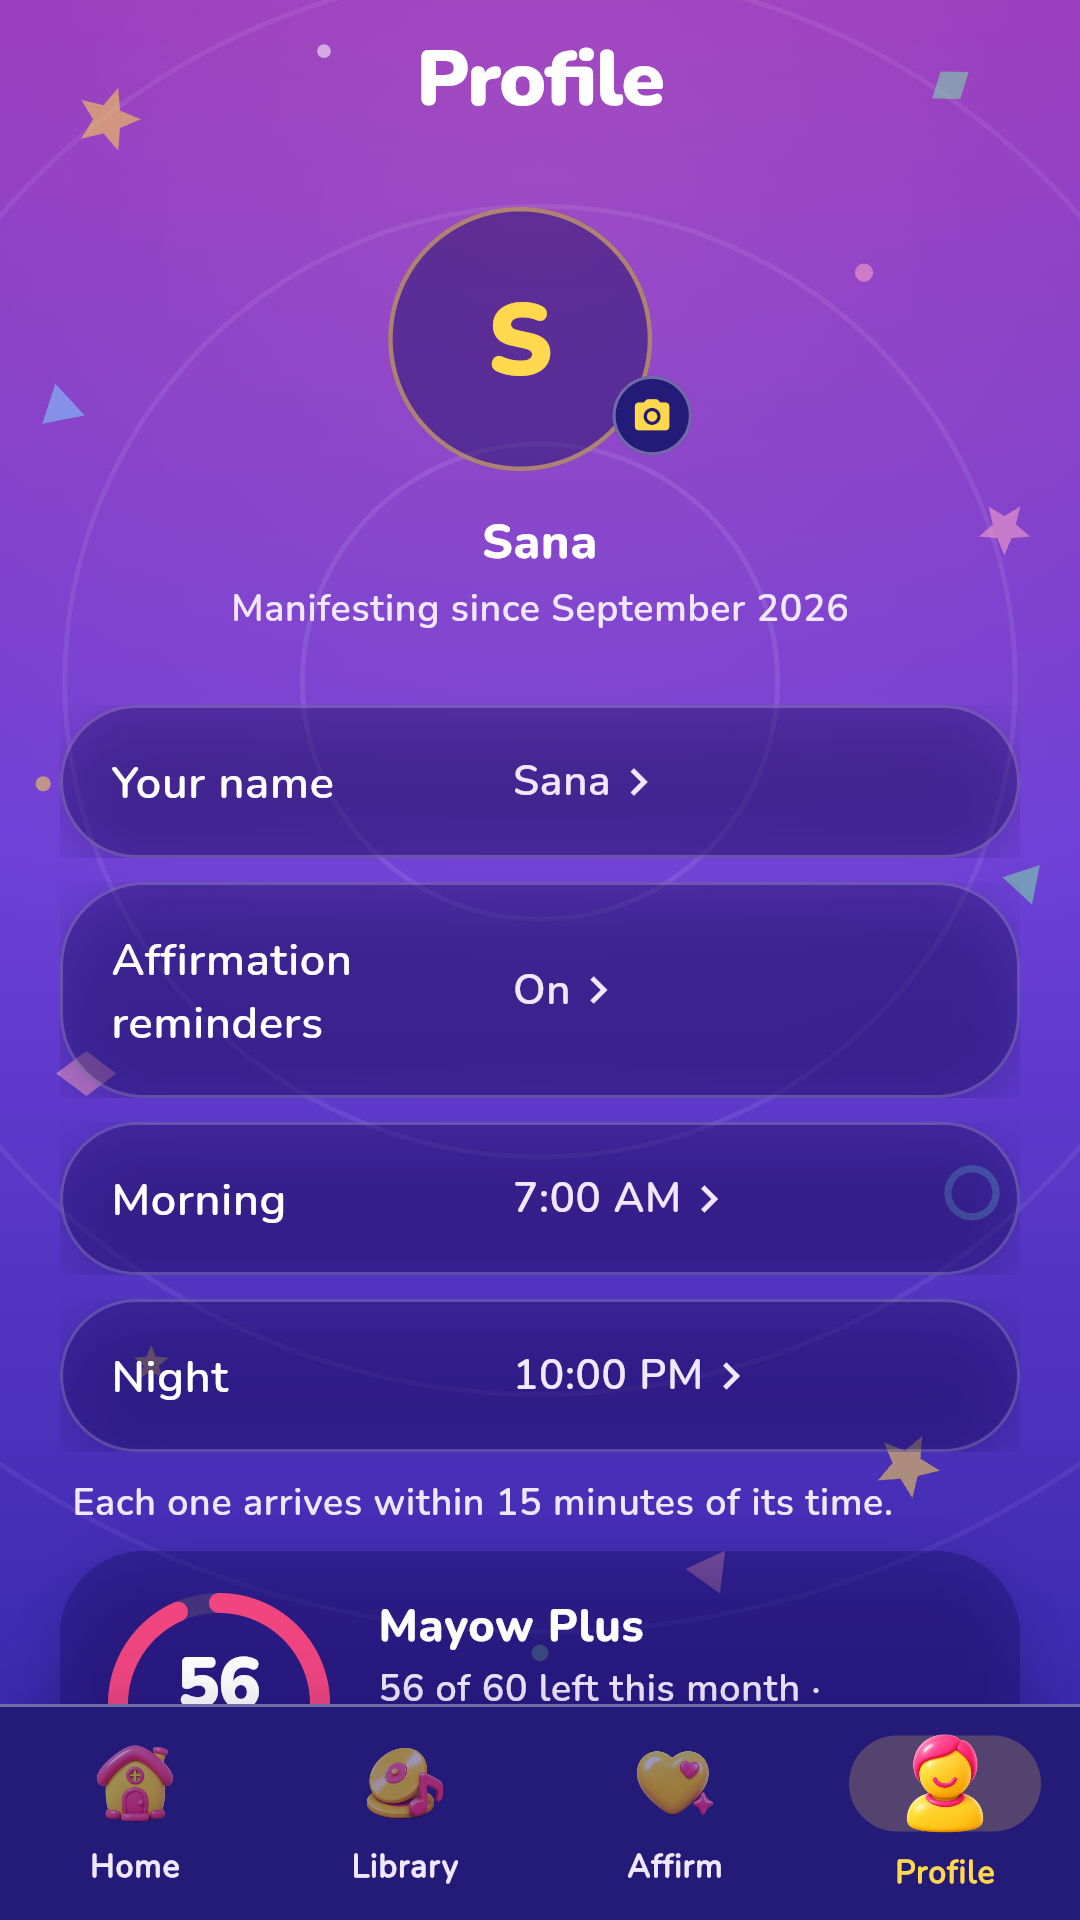 Profile
S
Sana
Manifesting since September 2026
Your name
Sana
Affirmation
reminders
On
Morning
7:00 AM
Night
10:00 PM
Each one arrives within 15 minutes of its time.
56
Mayow Plus
56 of 60 left this month ·
Home
Library
Affirm
Profile